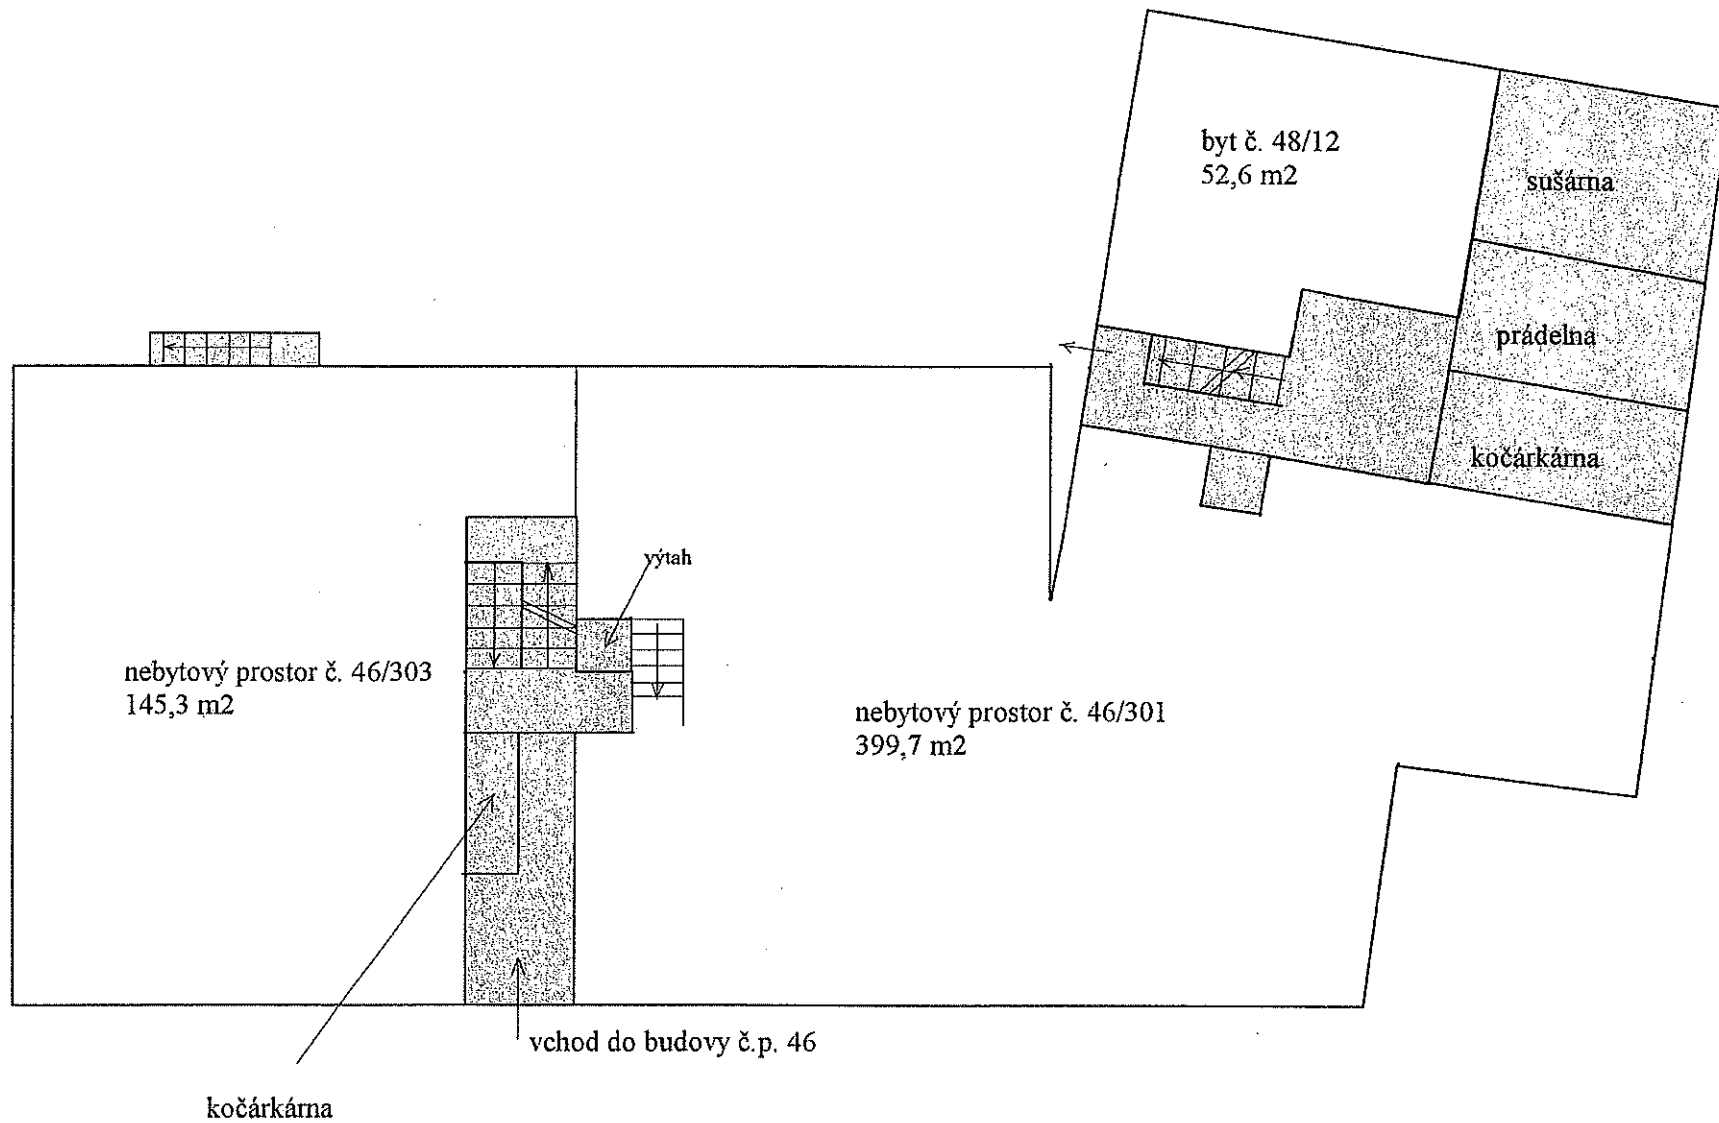 byt č. 48/12
52,6 m2
sušárna
prádelna
kočárkárna
výtah
nebytový prostor č. 46/303
145,3 m2
nebytový prostor č. 46/301
399,7 m2
vchod do budovy č.p. 46
kočárkárna